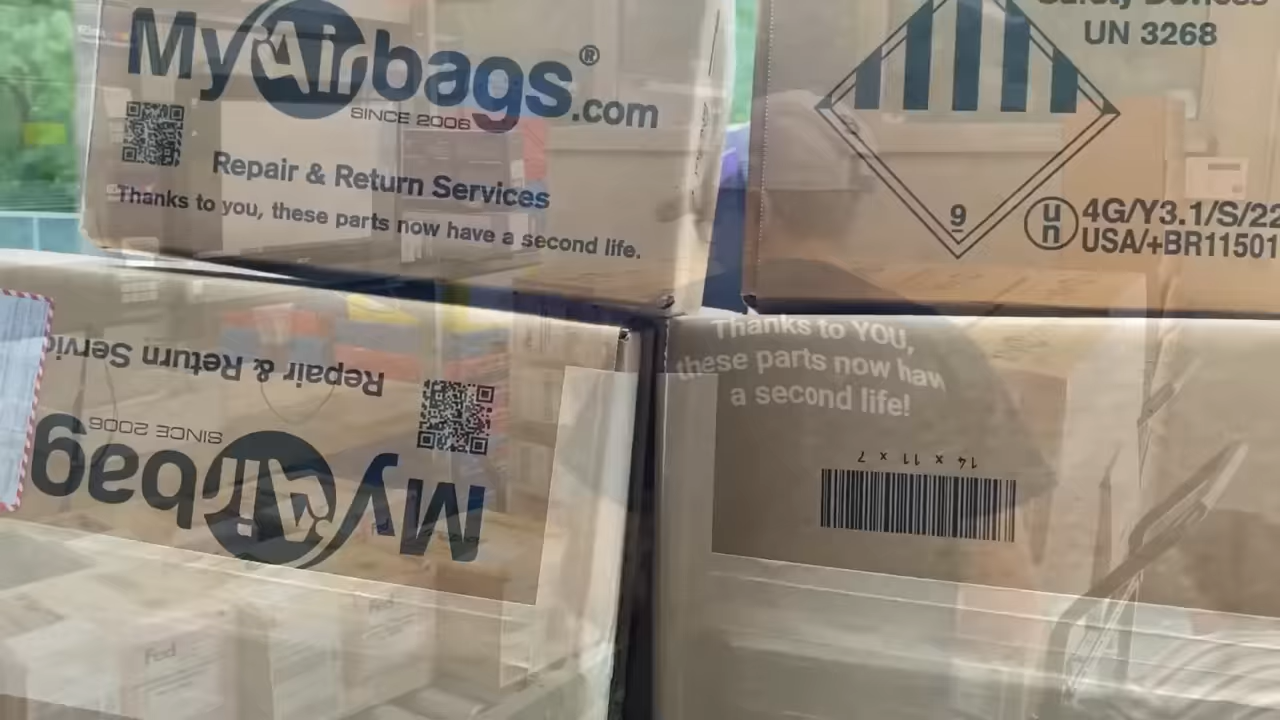 MyAirbags.com®
SINCE 2006
Repair & Return Services
Thanks to you, these parts now have a second life.
UN 3268
9
un 4G/Y3.1/S/22
USA/+BR11501
Repair & Return Servic
SINCE 2006
MyAirbag
Thanks to YOU,
these parts now hav
a second life!
14 x 11 x 7